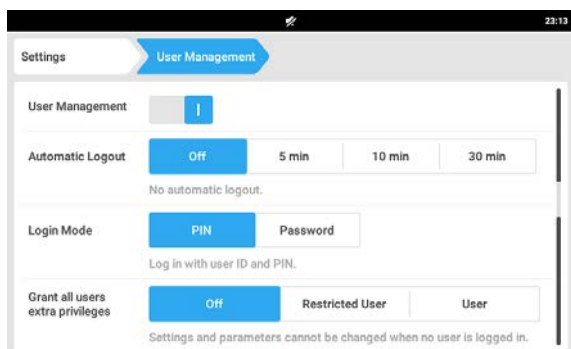 23:13
Settings
User Management
User Management
Automatic Logout
Off
5 min
10 min
30 min
No automatic logout.
Login Mode
PIN
Password
Log in with user ID and PIN.
Grant all users
extra privileges
Off
Restricted User
User
Settings and parameters cannot be changed when no user is logged in.